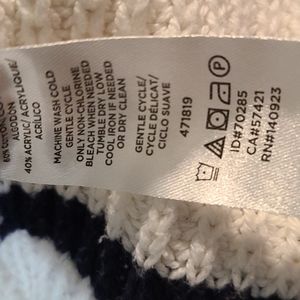 60% COTTON/
ALGODON
40% ACRYLIC/ACRYLIQUE/
ACRÍLICO
MACHINE WASH COLD
GENTLE CYCLE
ONLY NON-CHLORINE
BLEACH WHEN NEEDED
TUMBLE DRY LOW
COOL IRON IF NEEDED
OR DRY CLEAN
GENTLE CYCLE/
CYCLE DÉLICAT/
CICLO SUAVE
471819
ID#70285
CA#57421
RN#140923